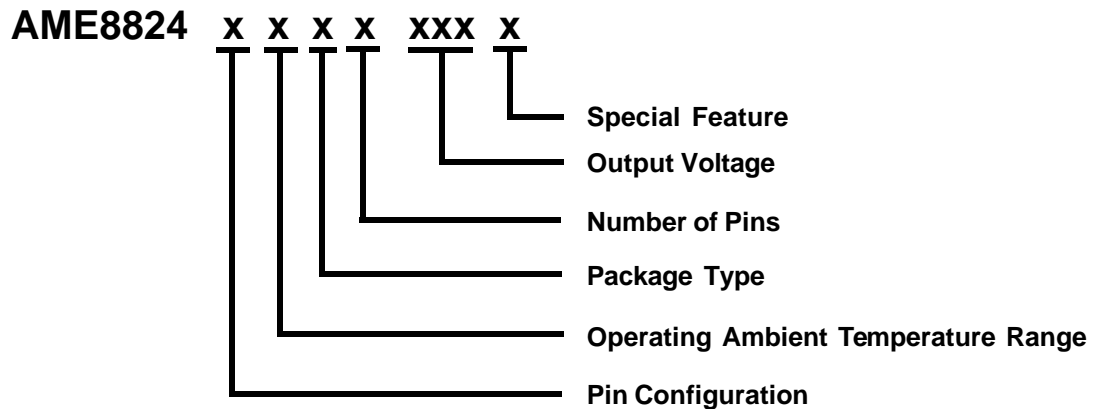 AME8824 x x x x xxx x
Special Feature
Output Voltage
Number of Pins
Package Type
Operating Ambient Temperature Range
Pin Configuration